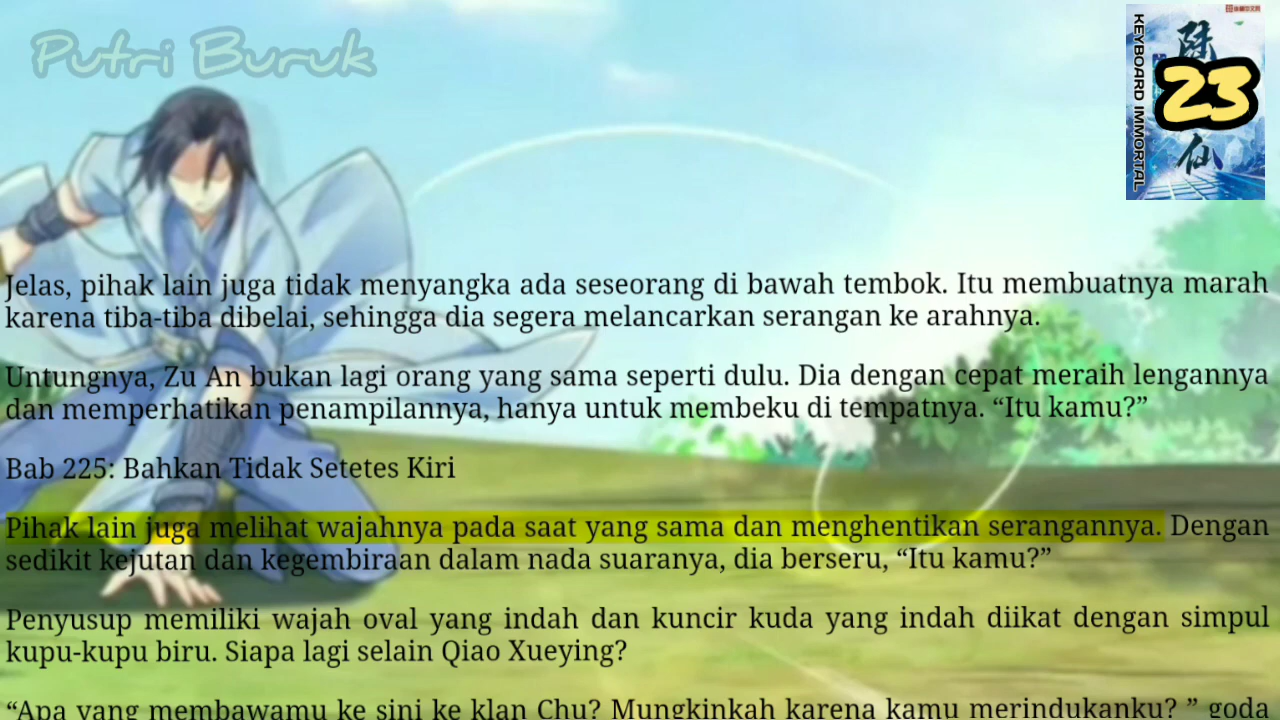 Putri Buruk
KEYBOARD IMMORTAL
23
仙
Jelas, pihak lain juga tidak menyangka ada seseorang di bawah tembok. Itu membuatnya marah
karena tiba-tiba dibelai, sehingga dia segera melancarkan serangan ke arahnya.
Untungnya, Zu An bukan lagi orang yang sama seperti dulu. Dia dengan cepat meraih lengannya
dan memperhatikan penampilannya, hanya untuk membeku di tempatnya. “Itu kamu?”
Bab 225: Bahkan Tidak Setetes Kiri
Pihak lain juga melihat wajahnya pada saat yang sama dan menghentikan serangannya. Dengan
sedikit kejutan dan kegembiraan dalam nada suaranya, dia berseru, “Itu kamu?”
Penyusup memiliki wajah oval yang indah dan kuncir kuda yang indah diikat dengan simpul
kupu-kupu biru. Siapa lagi selain Qiao Xueying?
“Apa yang membawamu ke sini ke klan Chu? Mungkinkah karena kamu merindukanku? ” goda